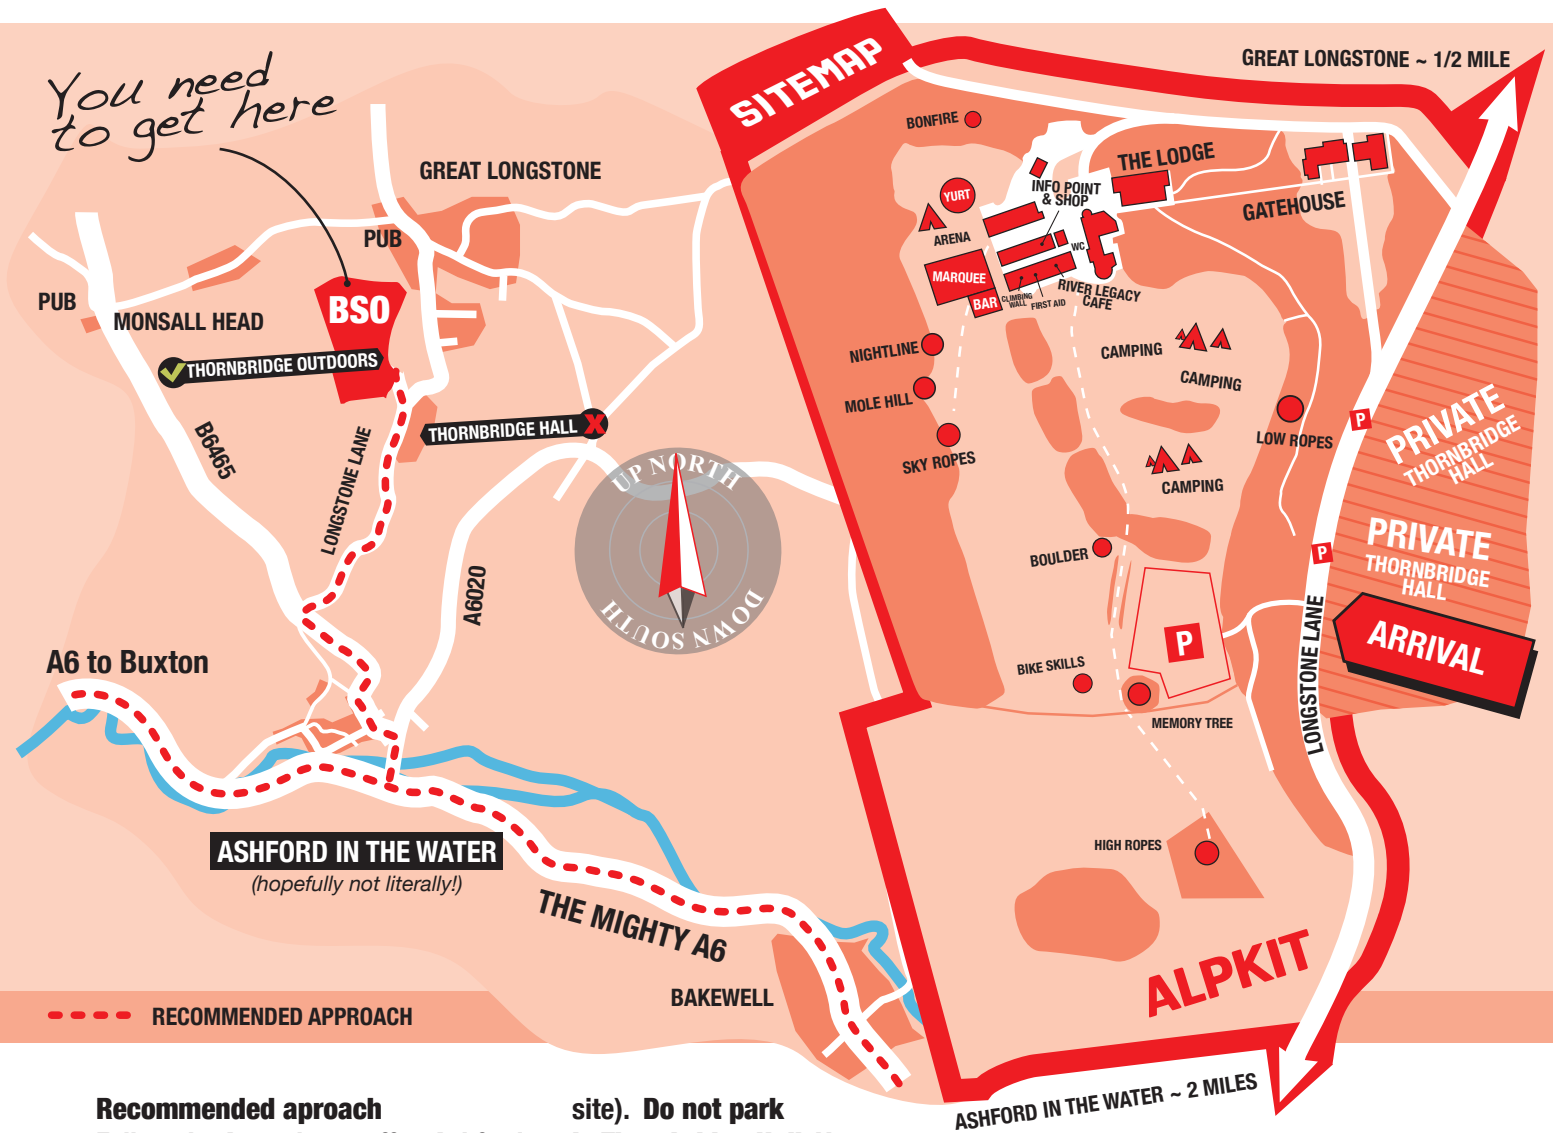 You need
to get here
GREAT LONGSTONE
PUB
PUB
MONSALL HEAD
BSO
THORNBRIDGE OUTDOORS
THORNBRIDGE HALL
X
B6465
LONGSTONE LANE
A6020
UP NORTH
DOWN SOUTH
A6 to Buxton
ASHFORD IN THE WATER
(hopefully not literally!)
THE MIGHTY A6
BAKEWELL
RECOMMENDED APPROACH
SITEMAP
GREAT LONGSTONE ~ 1/2 MILE
BONFIRE
YURT
ARENA
INFO POINT
& SHOP
THE LODGE
GATEHOUSE
WC
MARQUEE
BAR
CLIMBING
WALL
FIRST AID
RIVER LEGACY
CAFE
NIGHTLINE
MOLE HILL
SKY ROPES
CAMPING
CAMPING
CAMPING
LOW ROPES
P
PRIVATE
THORNBRIDGE
HALL
P
PRIVATE
THORNBRIDGE
HALL
ARRIVAL
LONGSTONE LANE
BOULDER
P
BIKE SKILLS
MEMORY TREE
HIGH ROPES
ALPKIT
ASHFORD IN THE WATER ~ 2 MILES
Recommended aproach
site). Do not park